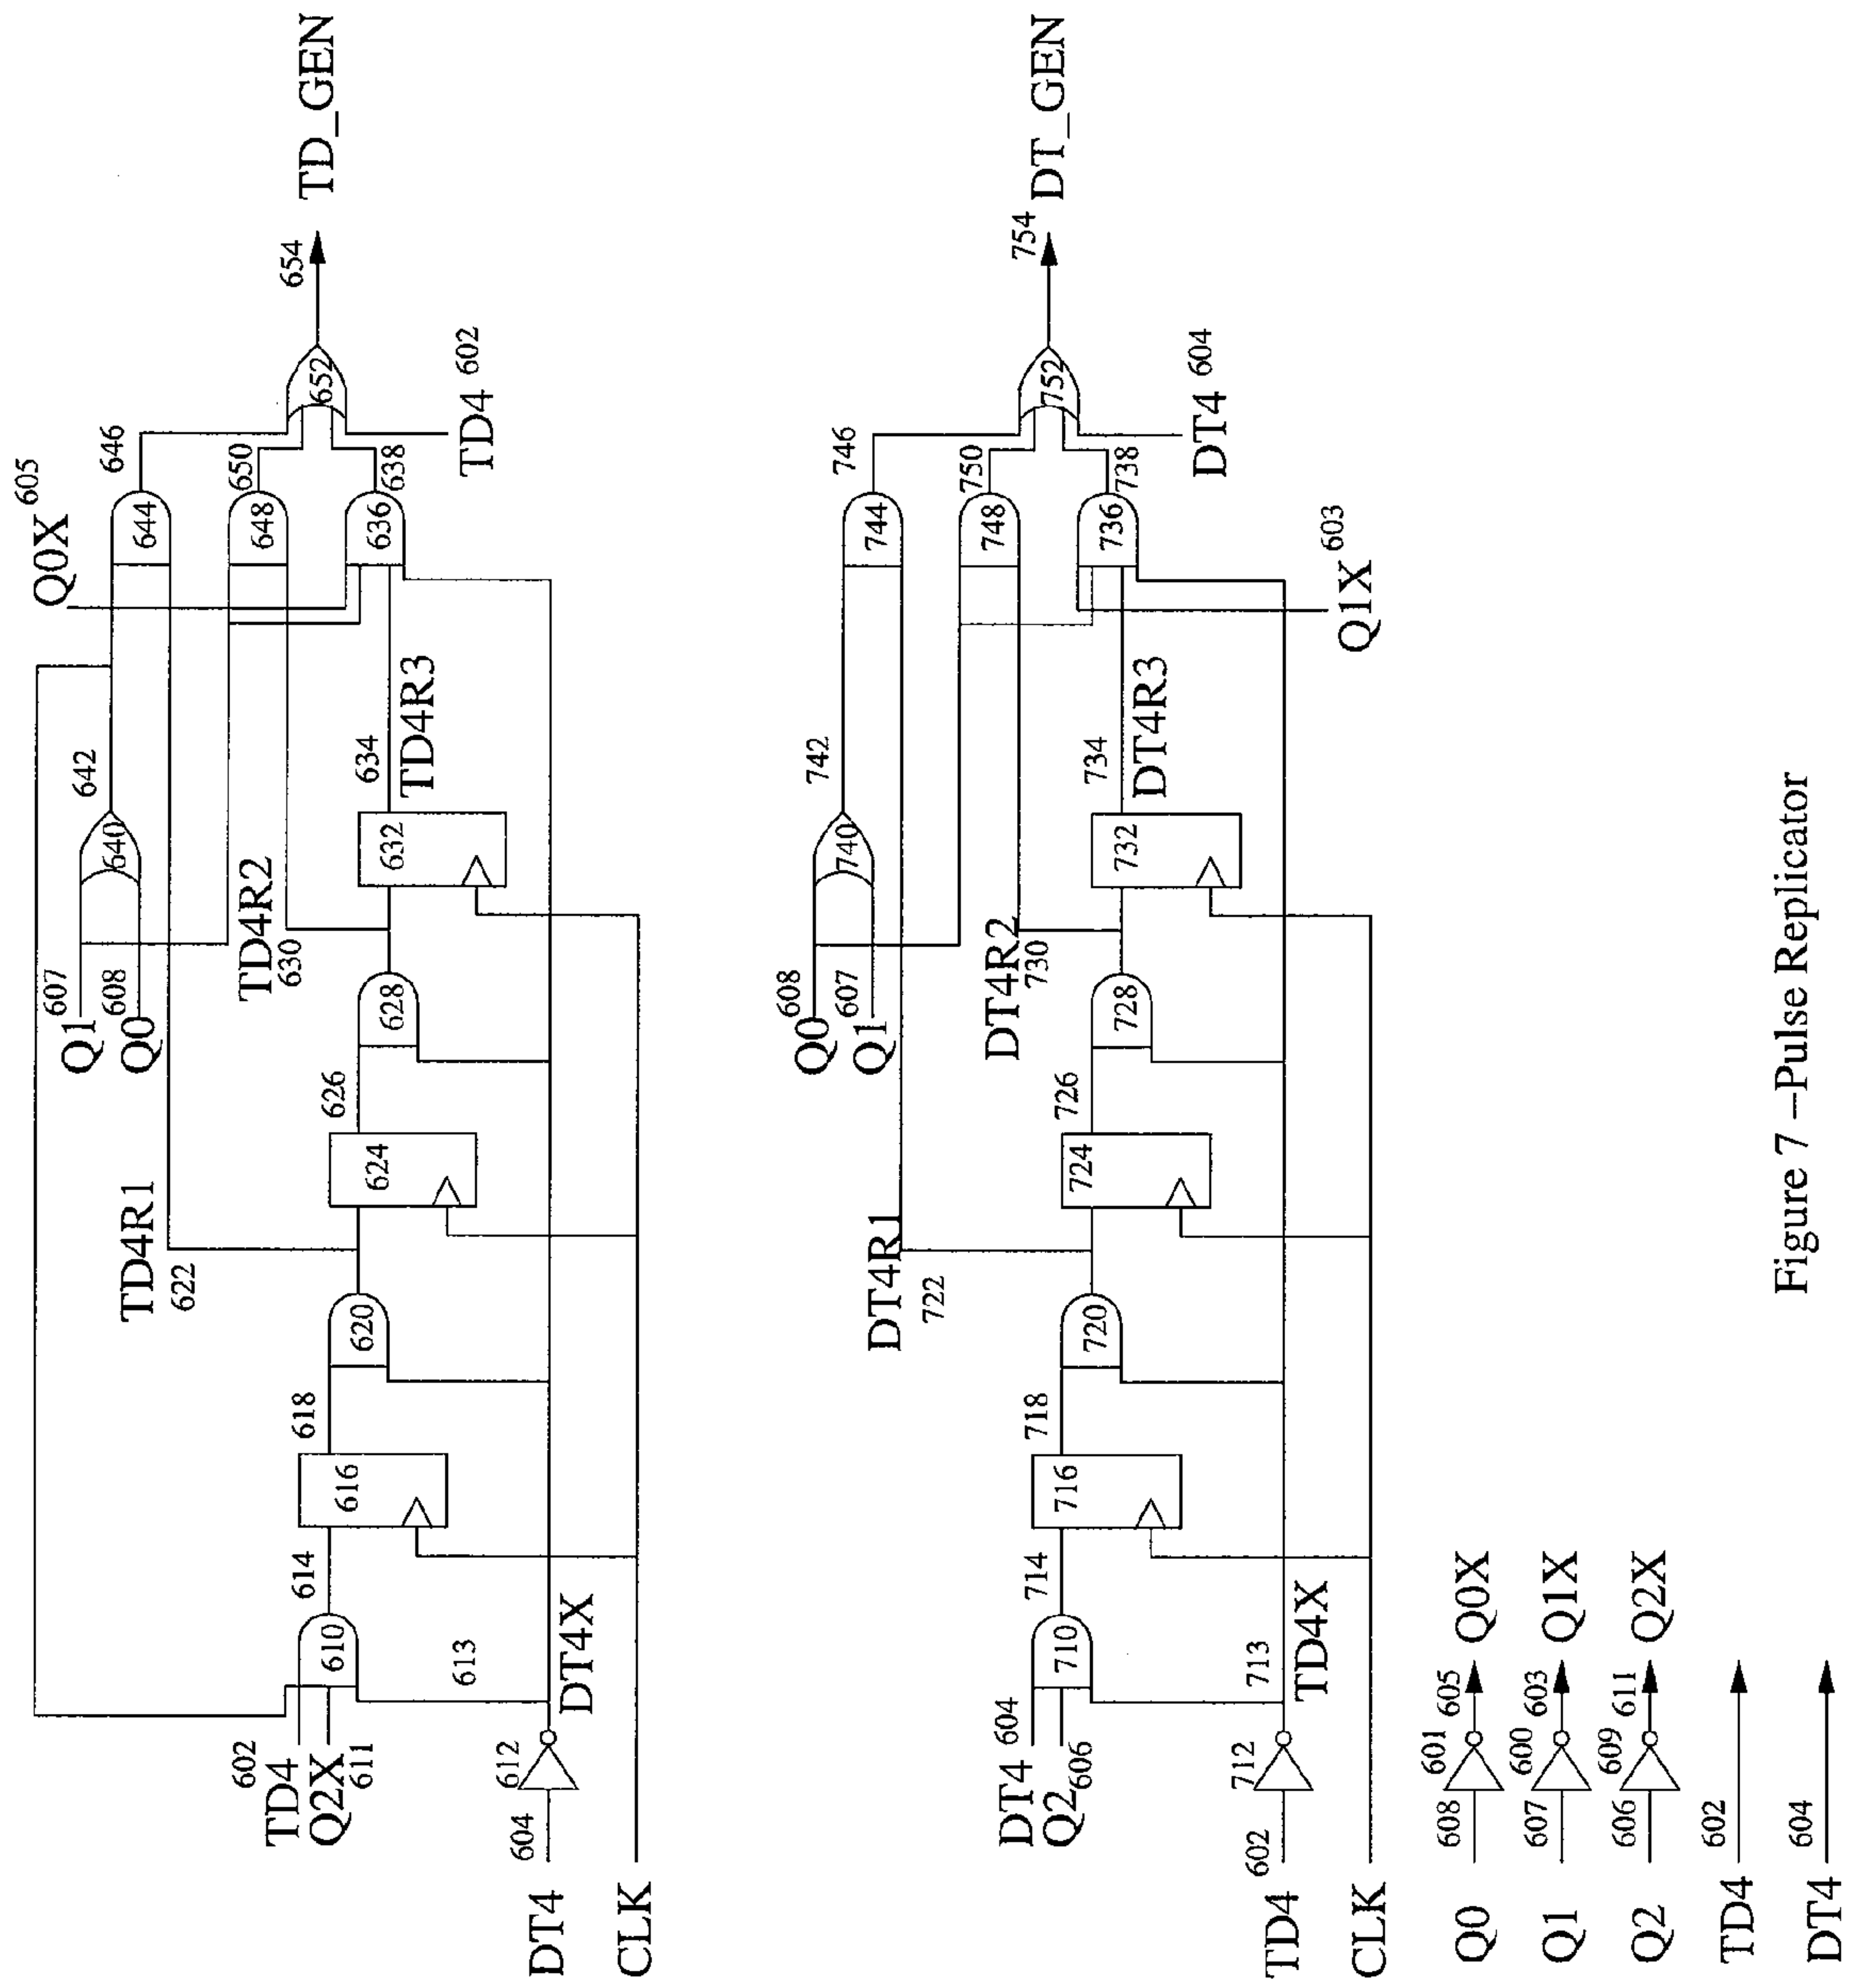 Q0X 605
TD_GEN
654
646
644
650
648
652
638
636
TD4 602
Q1 607
Q0 608
640
642
TD4R1
622
TD4R2
630
TD4R3
634
632
628
626
624
620
618
616
614
610
613
602
TD4
Q2X
611
612
604
DT4X
DT4
CLK
DT_GEN
754
746
744
750
748
752
738
736
DT4 604
Q1X 603
Q0 608
Q1 607
740
742
DT4R1
722
DT4R2
730
DT4R3
734
732
728
726
724
720
718
716
714
710
713
DT4 604
Q2 606
712
602
TD4X
TD4
CLK
Q0 608 601 605 Q0X
Q1 607 600 603 Q1X
Q2 606 609 611 Q2X
TD4 602
DT4 604
Figure 7 –Pulse Replicator